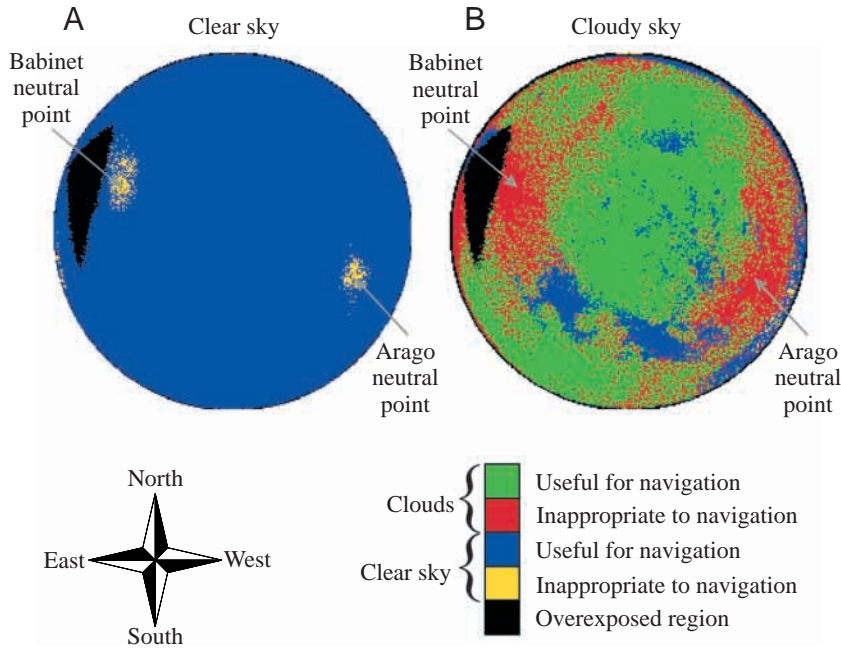 A
Clear sky
B
Cloudy sky
Babinet
neutral
point
Babinet
neutral
point
Arago
neutral
point
Arago
neutral
point
North
East
West
South
Clouds
Clear sky
Useful for navigation
Inappropriate to navigation
Useful for navigation
Inappropriate to navigation
Overexposed region